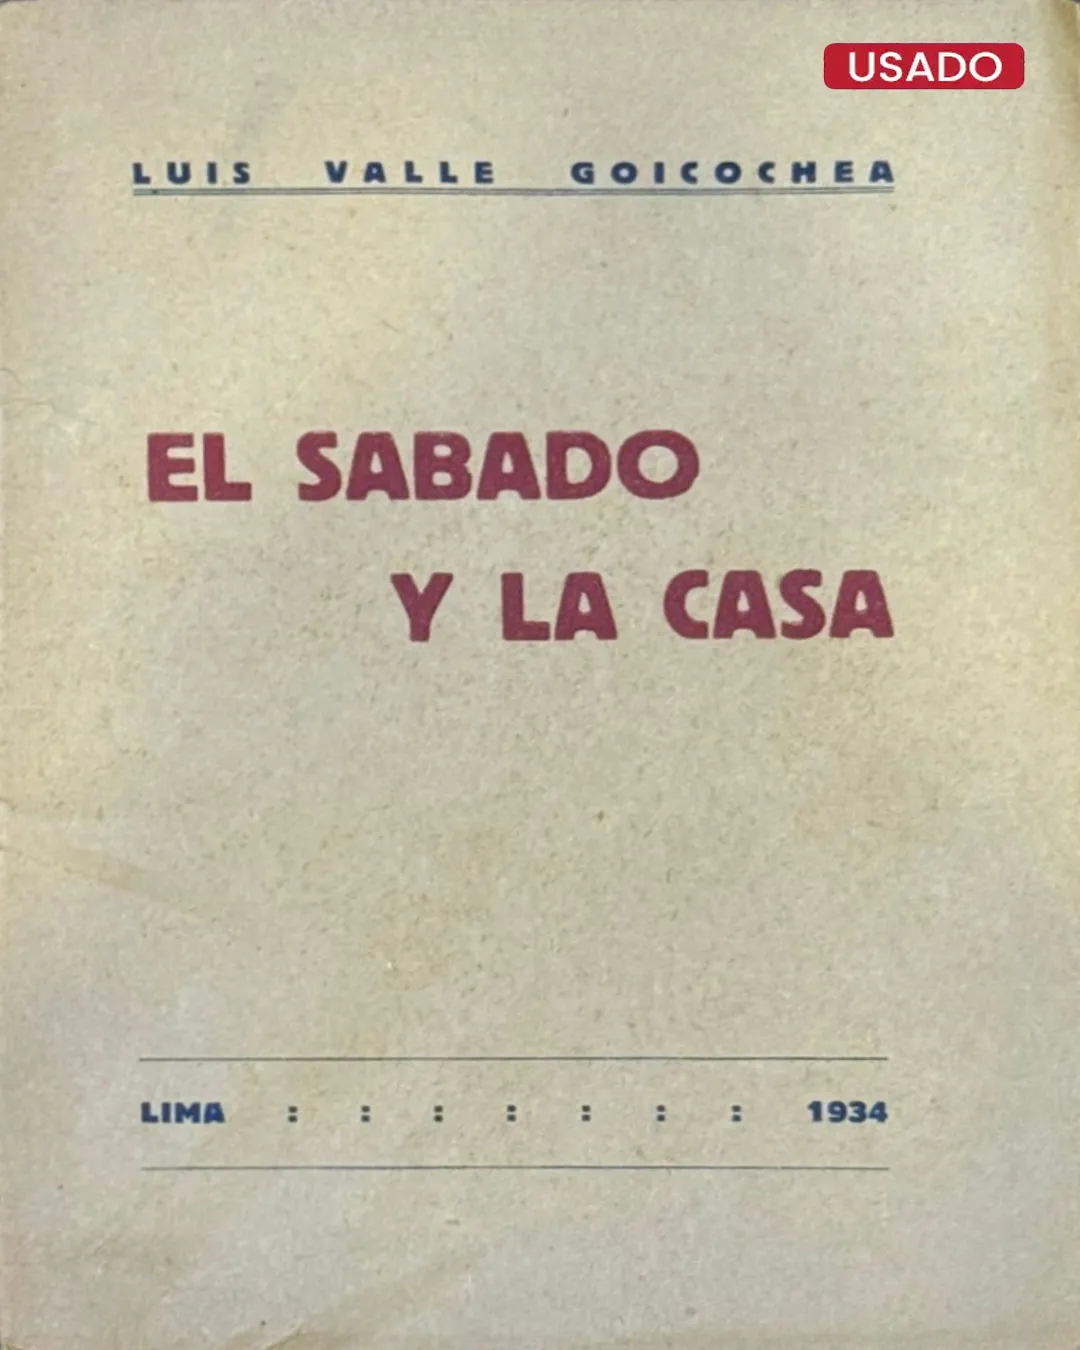 USADO
LUIS VALLE GOICOCHEA
EL SABADO
Y LA CASA
LIMA : : : : : : : 1934